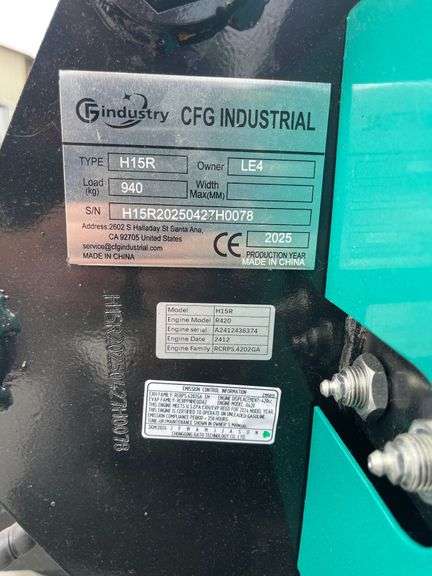 CFG industry CFG INDUSTRIAL
TYPE H15R Owner LE4
Load (kg) 940 Width Max(MM)
S/N H15R20250427H0078
Address:2602 S Halladay St Santa Ana,
CA 92705 United States
service@cfgindustrial.com
MADE IN CHINA
CE 2025
PRODUCTION YEAR
MADE IN CHINA
Model H15R
Engine Model R420
Engine serial A2412436374
Engine Date 2412
Engine Family RCRPS.4202GA
H15R20250427H0078
EMISSION CONTROL INFORMATION